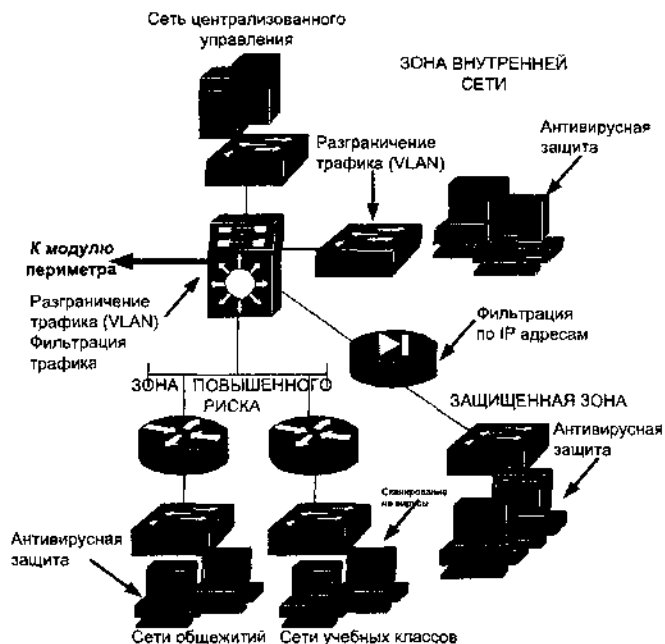 Сеть централизованного
управления
ЗОНА ВНУТРЕННЕЙ
СЕТИ
Антивирусная
защита
Разграничение
трафика (VLAN)
К модулю
периметра
Разграничение
трафика (VLAN)
Фильтрация
трафика
Фильтрация
по IP адресам
ЗОНА ПОВЫШЕННОГО
РИСКА
ЗАЩИЩЕННАЯ ЗОНА
Антивирусная
защита
Сканирование
на вирусы
Антивирусная
защита
Сети общежитий
Сети учебных классов